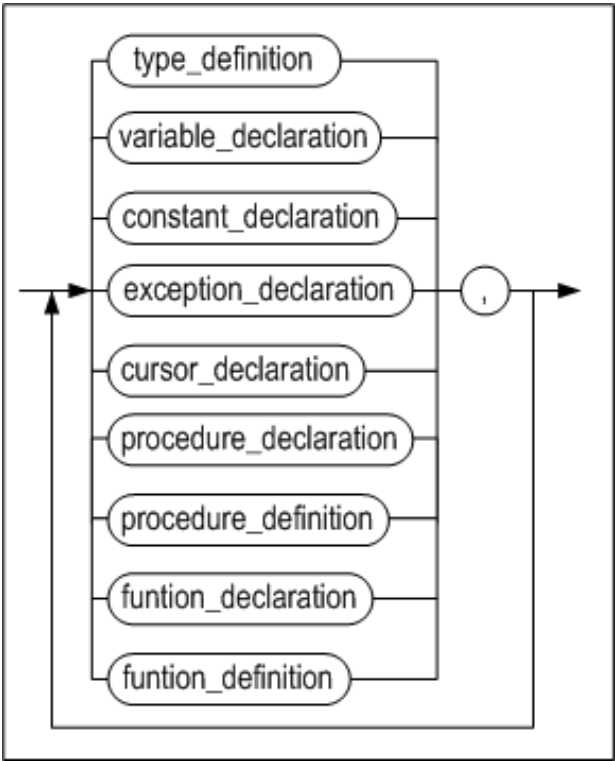 type_definition
variable_declaration
constant_declaration
exception_declaration
,
cursor_declaration
procedure_declaration
procedure_definition
funtion_declaration
funtion_definition